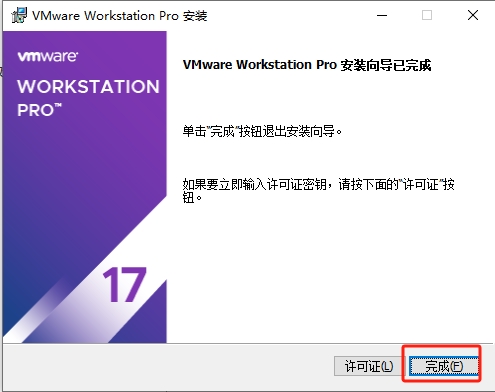 VMware Workstation Pro 安装
vmware®
WORKSTATION
PRO™
17
VMware Workstation Pro 安装向导已完成
单击“完成”按钮退出安装向导。
如果要立即输入许可证密钥，请按下面的“许可证”按
钮。
许可证(L)
完成(F)